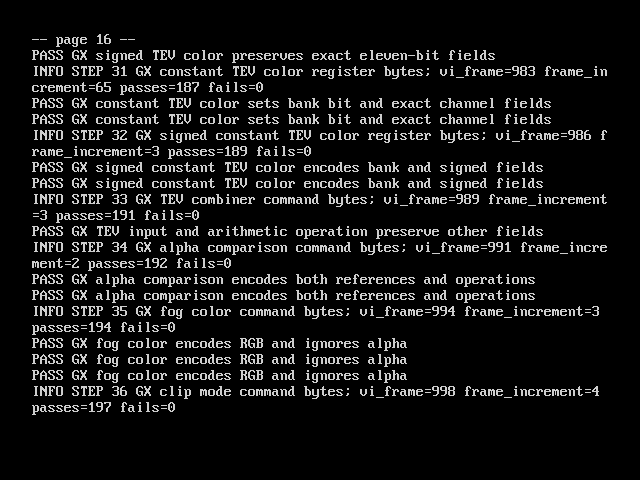 -- page 16 --
PASS GX signed TEV color preserves exact eleven-bit fields
INFO STEP 31 GX constant TEV color register bytes; vi_frame=983 frame_in
crement=65 passes=187 fails=0
PASS GX constant TEV color sets bank bit and exact channel fields
PASS GX constant TEV color sets bank bit and exact channel fields
INFO STEP 32 GX signed constant TEV color register bytes; vi_frame=986 f
rame_increment=3 passes=189 fails=0
PASS GX signed constant TEV color encodes bank and signed fields
PASS GX signed constant TEV color encodes bank and signed fields
INFO STEP 33 GX TEV combiner command bytes; vi_frame=989 frame_increment
=3 passes=191 fails=0
PASS GX TEV input and arithmetic operation preserve other fields
INFO STEP 34 GX alpha comparison command bytes; vi_frame=991 frame_incre
ment=2 passes=192 fails=0
PASS GX alpha comparison encodes both references and operations
PASS GX alpha comparison encodes both references and operations
INFO STEP 35 GX fog color command bytes; vi_frame=994 frame_increment=3
passes=194 fails=0
PASS GX fog color encodes RGB and ignores alpha
PASS GX fog color encodes RGB and ignores alpha
PASS GX fog color encodes RGB and ignores alpha
INFO STEP 36 GX clip mode command bytes; vi_frame=998 frame_increment=4
passes=197 fails=0